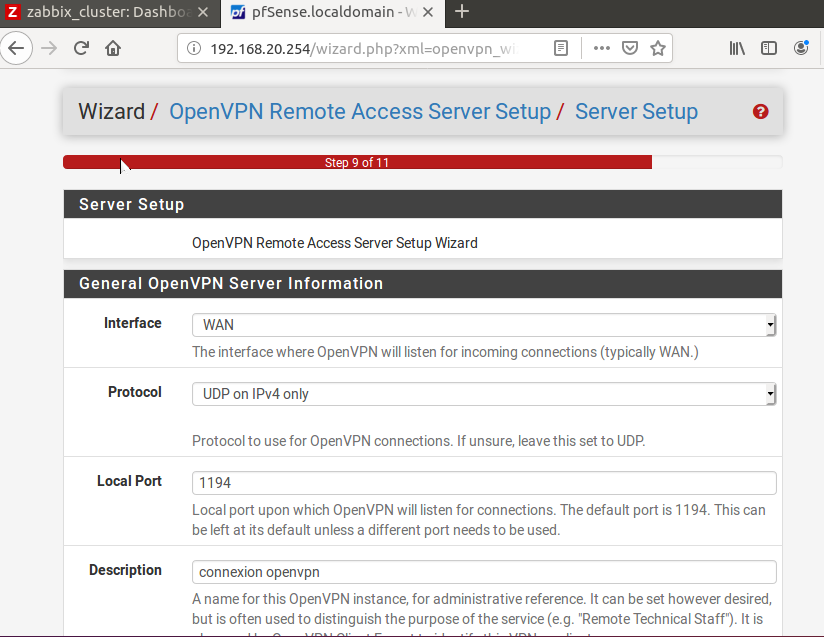 zabbix_cluster: Dashbo
pfSense.localdomain - W
192.168.20.254/wizard.php?xml=openvpn_wi
Wizard / OpenVPN Remote Access Server Setup / Server Setup
Step 9 of 11
Server Setup
OpenVPN Remote Access Server Setup Wizard
General OpenVPN Server Information
Interface
WAN
The interface where OpenVPN will listen for incoming connections (typically WAN.)
Protocol
UDP on IPv4 only
Protocol to use for OpenVPN connections. If unsure, leave this set to UDP.
Local Port
1194
Local port upon which OpenVPN will listen for connections. The default port is 1194. This can
be left at its default unless a different port needs to be used.
Description
connexion openvpn
A name for this OpenVPN instance, for administrative reference. It can be set however desired,
but is often used to distinguish the purpose of the service (e.g. "Remote Technical Staff"). It is